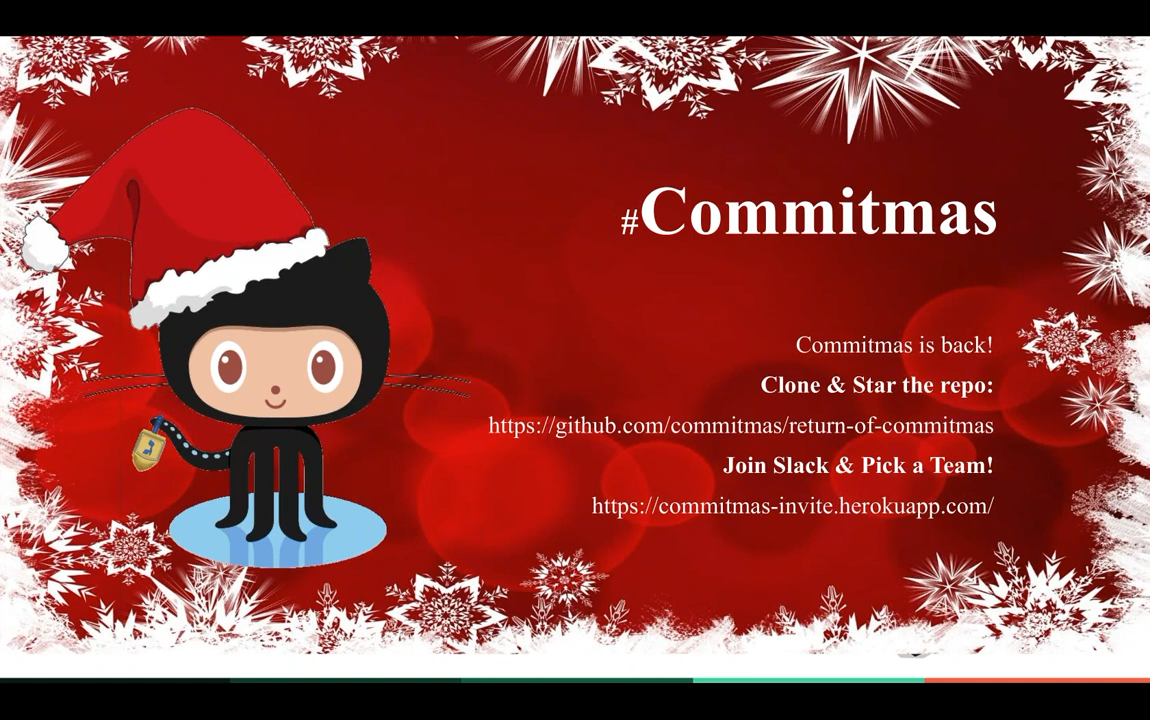 #Commitmas
Commitmas is back!
Clone & Star the repo:
https://github.com/commitmas/return-of-commitmas
Join Slack & Pick a Team!
https://commitmas-invite.herokuapp.com/